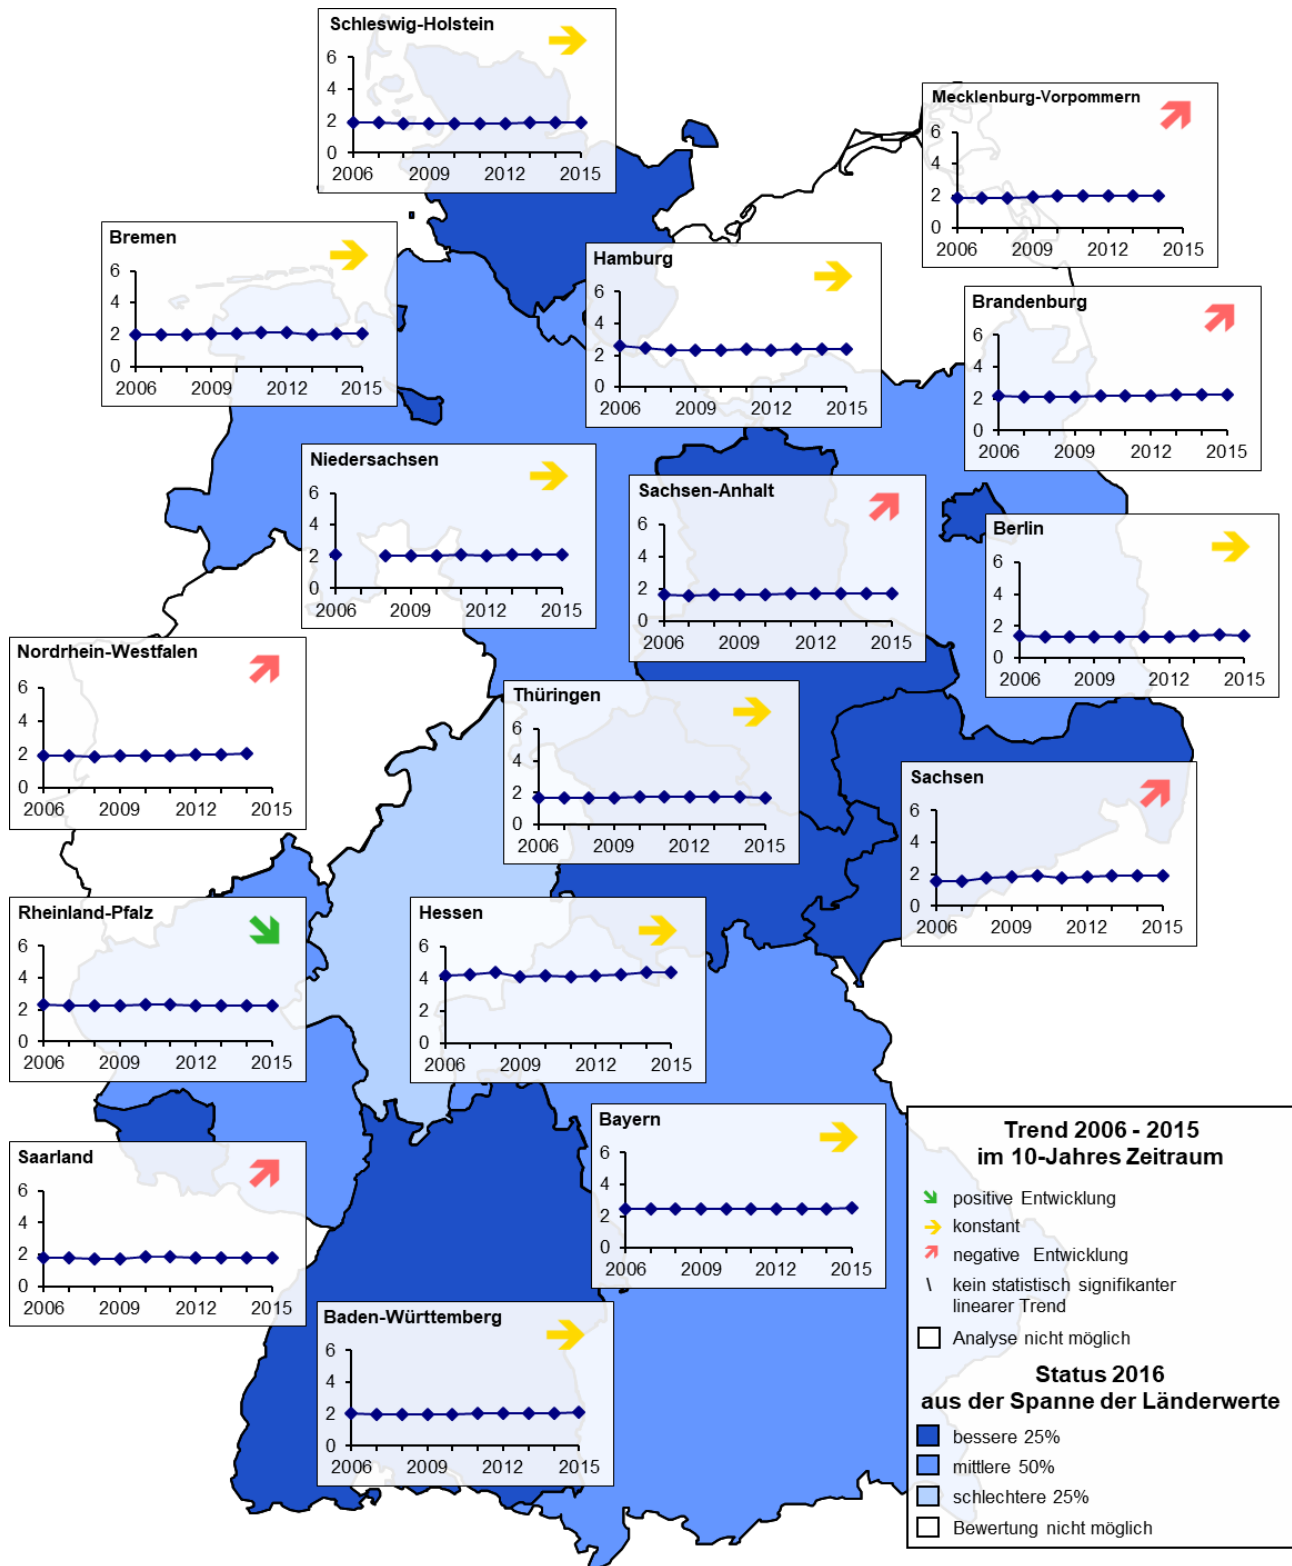 Schleswig-Holstein
6
4
2
0
2006 2009 2012 2015
Mecklenburg-Vorpommern
6
4
2
0
2006 2009 2012 2015
Bremen
6
4
2
0
2006 2009 2012 2015
Hamburg
6
4
2
0
2006 2009 2012 2015
Brandenburg
6
4
2
0
2006 2009 2012 2015
Niedersachsen
6
4
2
0
2006 2009 2012 2015
Sachsen-Anhalt
6
4
2
0
2006 2009 2012 2015
Berlin
6
4
2
0
2006 2009 2012 2015
Nordrhein-Westfalen
6
4
2
0
2006 2009 2012 2015
Thüringen
6
4
2
0
2006 2009 2012 2015
Sachsen
6
4
2
0
2006 2009 2012 2015
Rheinland-Pfalz
6
4
2
0
2006 2009 2012 2015
Hessen
6
4
2
0
2006 2009 2012 2015
Saarland
6
4
2
0
2006 2009 2012 2015
Bayern
6
4
2
0
2006 2009 2012 2015
Baden-Württemberg
6
4
2
0
2006 2009 2012 2015
Trend 2006 - 2015
im 10-Jahres Zeitraum
positive Entwicklung
konstant
negative Entwicklung
\ kein statistisch signifikanter
linearer Trend
Analyse nicht möglich
Status 2016
aus der Spanne der Länderwerte
bessere 25%
mittlere 50%
schlechtere 25%
Bewertung nicht möglich